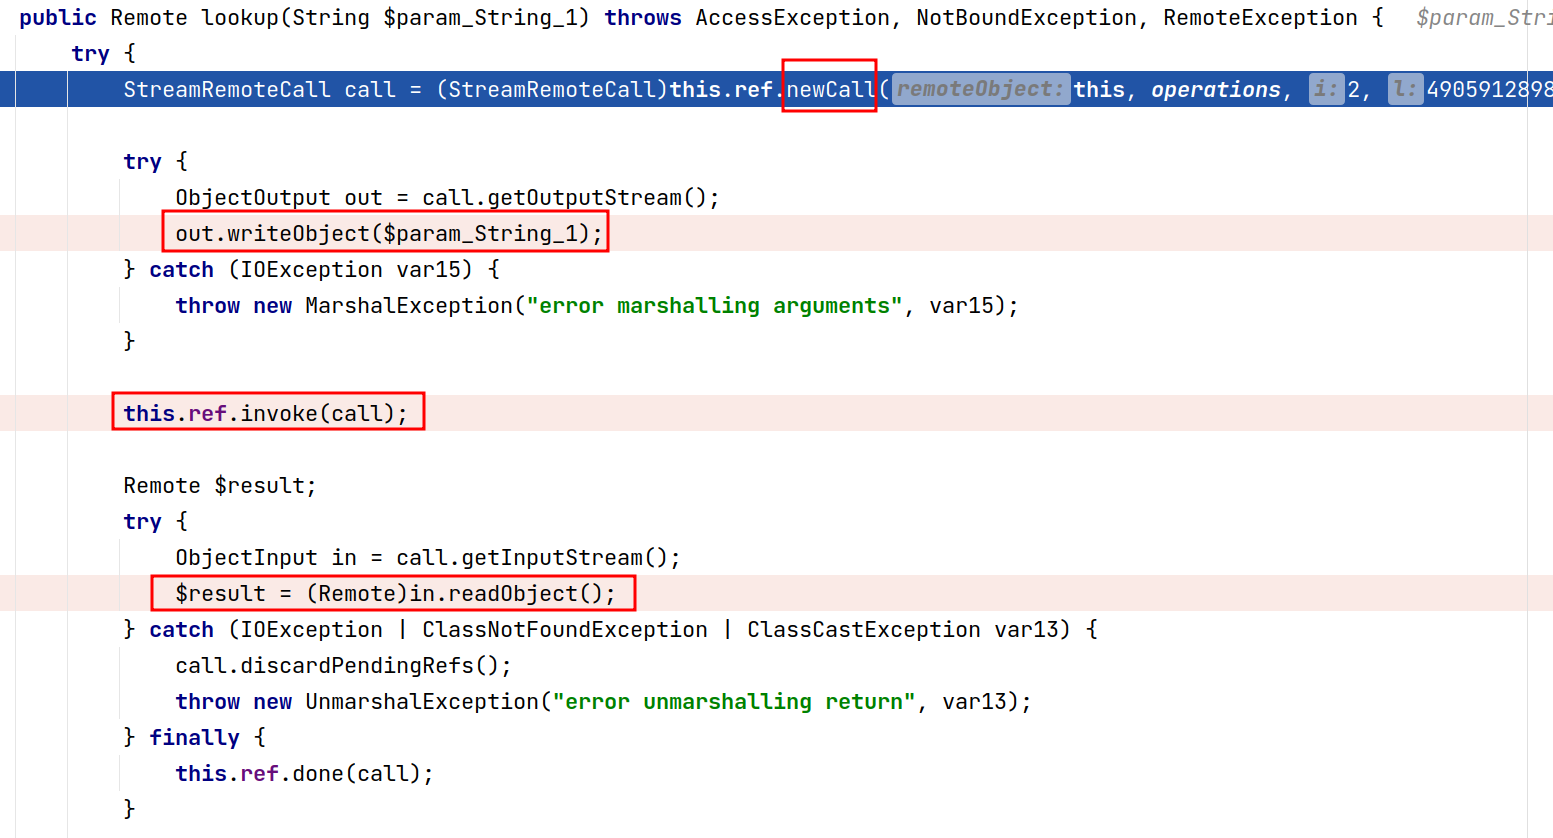 public Remote lookup(String $param_String_1) throws AccessException, NotBoundException, RemoteException {   $param_Stri
try {
StreamRemoteCall call = (StreamRemoteCall)this.ref.newCall( remoteObject: this, operations, i: 2, l: 4905912898
try {
ObjectOutput out = call.getOutputStream();
out.writeObject($param_String_1);
} catch (IOException var15) {
throw new MarshalException("error marshalling arguments", var15);
}
this.ref.invoke(call);
Remote $result;
try {
ObjectInput in = call.getInputStream();
$result = (Remote)in.readObject();
} catch (IOException | ClassNotFoundException | ClassCastException var13) {
call.discardPendingRefs();
throw new UnmarshalException("error unmarshalling return", var13);
} finally {
this.ref.done(call);
}